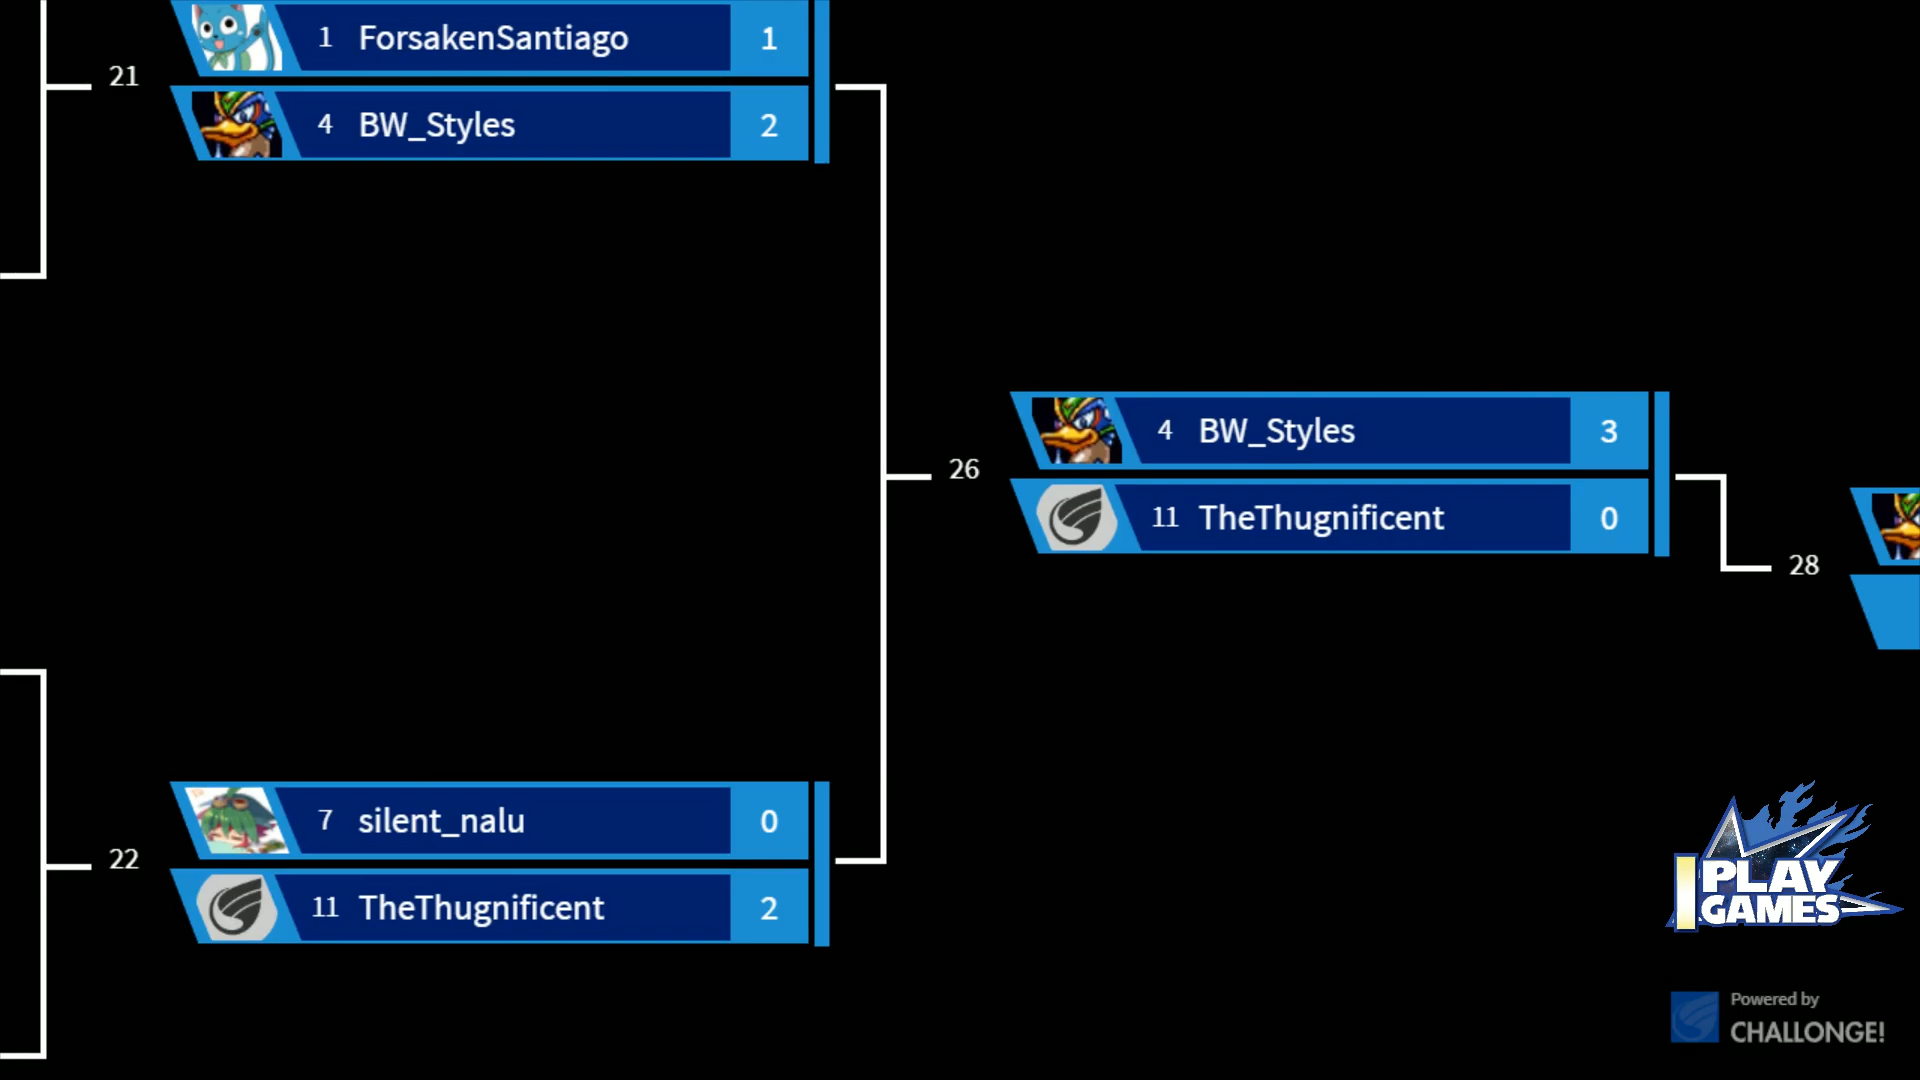 21
1 ForsakenSantiago 1
4 BW_Styles 2
26
4 BW_Styles 3
11 TheThugnificent 0
28
22
7 silent_nalu 0
11 TheThugnificent 2
I PLAY
GAMES
Powered by
CHALLONGE!